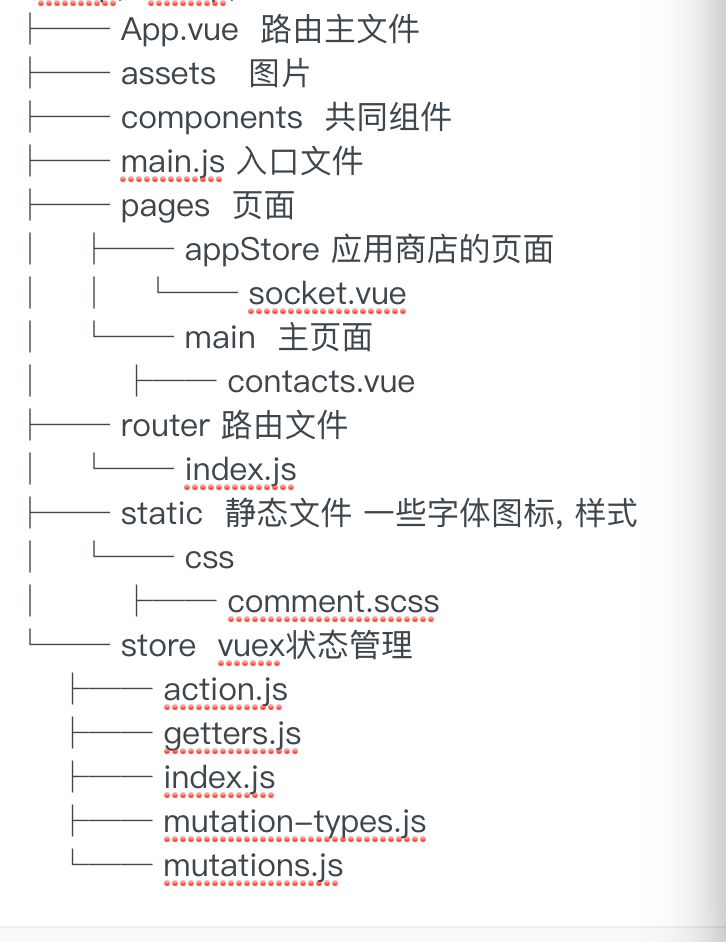 ├── App.vue 路由主文件
├── assets 图片
├── components 共同组件
├── main.js 入口文件
├── pages 页面
│ ├── appStore 应用商店的页面
│ │ └── socket.vue
│ └── main 主页面
│ ├── contacts.vue
├── router 路由文件
│ └── index.js
├── static 静态文件 一些字体图标, 样式
│ └── css
│ ├── comment.scss
└── store vuex状态管理
├── action.js
├── getters.js
├── index.js
├── mutation-types.js
└── mutations.js